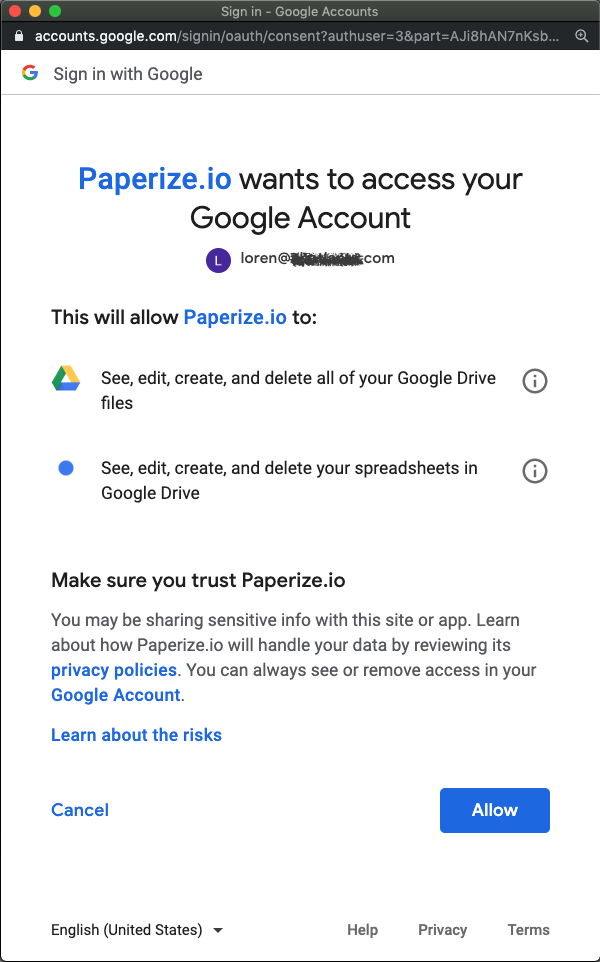 Sign in - Google Accounts
accounts.google.com/signin/oauth/consent?authuser=3&part=AJi8hAN7nKsb...
Sign in with Google
Paperize.io wants to access your
Google Account
L
loren@ .com
This will allow Paperize.io to:
See, edit, create, and delete all of your Google Drive
files
See, edit, create, and delete your spreadsheets in
Google Drive
Make sure you trust Paperize.io
You may be sharing sensitive info with this site or app. Learn
about how Paperize.io will handle your data by reviewing its
privacy policies. You can always see or remove access in your
Google Account.
Learn about the risks
Cancel
Allow
English (United States)
Help
Privacy
Terms